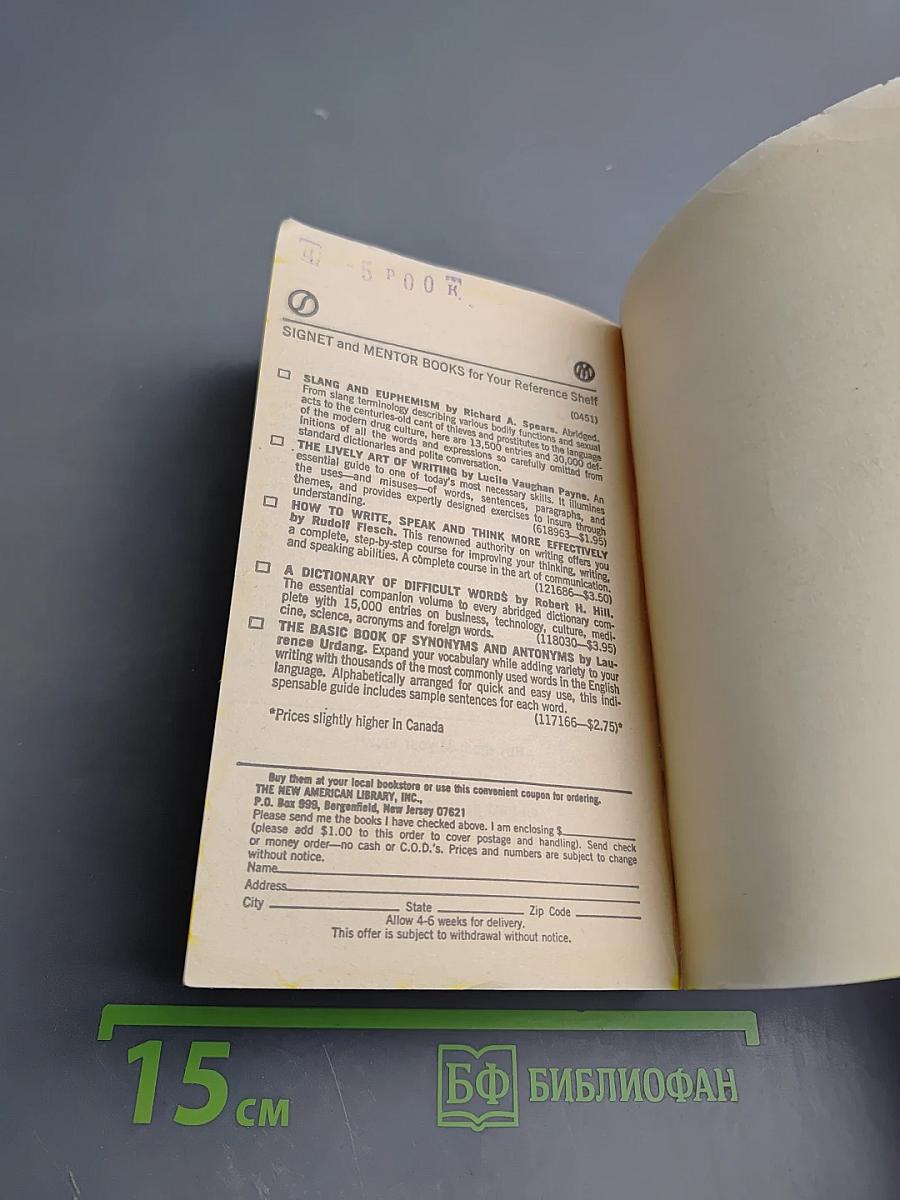 Ц -5 Р 00 К
SIGNET and MENTOR BOOKS for Your Reference Shelf
(0451)
SLANG AND EUPHEMISM by Richard A. Spears. Abridged.
From slang terminology describing various bodily functions and sexual
acts to the centuries-old cant of thieves and prostitutes to the language
of the modern drug culture, here are 13,500 entries and 30,000 def-
initions of all the words and expressions so carefully omitted from
standard dictionaries and polite conversation.
THE LIVELY ART OF WRITING by Lucile Vaughan Payne. An
essential guide to one of today's most necessary skills. It illumines
the uses—and misuses—of words, sentences, paragraphs, and
themes, and provides expertly designed exercises to insure through
understanding. (618963—$1.95)
HOW TO WRITE, SPEAK AND THINK MORE EFFECTIVELY
by Rudolf Flesch. This renowned authority on writing offers you
a complete, step-by-step course for improving your thinking, writing,
and speaking abilities. A complete course in the art of communication.
(121686—$3.50)
A DICTIONARY OF DIFFICULT WORDS by Robert H. Hill.
The essential companion volume to every abridged dictionary com-
plete with 15,000 entries on business, technology, culture, medi-
cine, science, acronyms and foreign words. (118030—$3.95)
THE BASIC BOOK OF SYNONYMS AND ANTONYMS by Lau-
rence Urdang. Expand your vocabulary while adding variety to your
writing with thousands of the most commonly used words in the English
language. Alphabetically arranged for quick and easy use, this indi-
spensable guide includes sample sentences for each word.
(117166—$2.75)*
*Prices slightly higher in Canada
Buy them at your local bookstore or use this convenient coupon for ordering.
THE NEW AMERICAN LIBRARY, INC.,
P.O. Box 999, Bergenfield, New Jersey 07621
Please send me the books I have checked above. I am enclosing $
(please add $1.00 to this order to cover postage and handling). Send check
or money order—no cash or C.O.D.'s. Prices and numbers are subject to change
without notice.
Name
Address
City State Zip Code
Allow 4-6 weeks for delivery.
This offer is subject to withdrawal without notice.
15 см
БФ БИБЛИОФАН